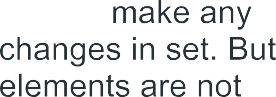 make any
changes in set. But
elements are not